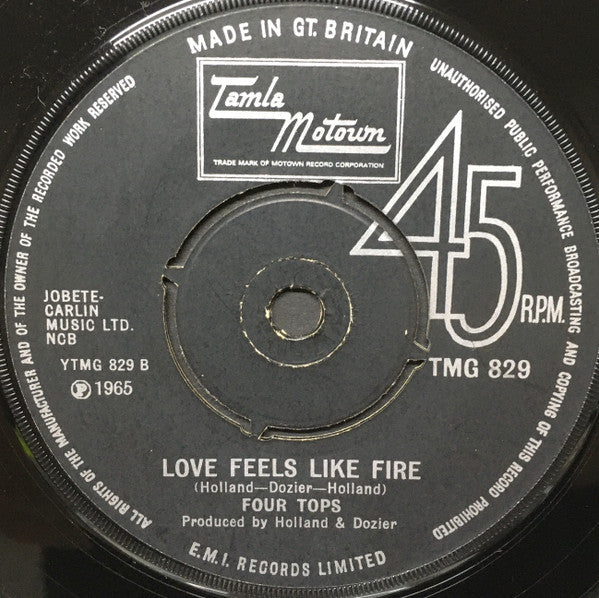 MADE IN GT. BRITAIN
Tamla
Motown
TRADE MARK OF MOTOWN RECORD CORPORATION
45
R.P.M.
TMG 829
JOBETE-
CARLIN
MUSIC LTD.
NCB
YTMG 829 B
Ⓟ 1965
LOVE FEELS LIKE FIRE
(Holland—Dozier—Holland)
FOUR TOPS
Produced by Holland & Dozier
E.M.I. RECORDS LIMITED
ALL RIGHTS OF THE MANUFACTURER AND OF THE OWNER OF THE RECORDED WORK RESERVED
UNAUTHORISED PUBLIC PERFORMANCE BROADCASTING AND COPYING OF THIS RECORD PROHIBITED